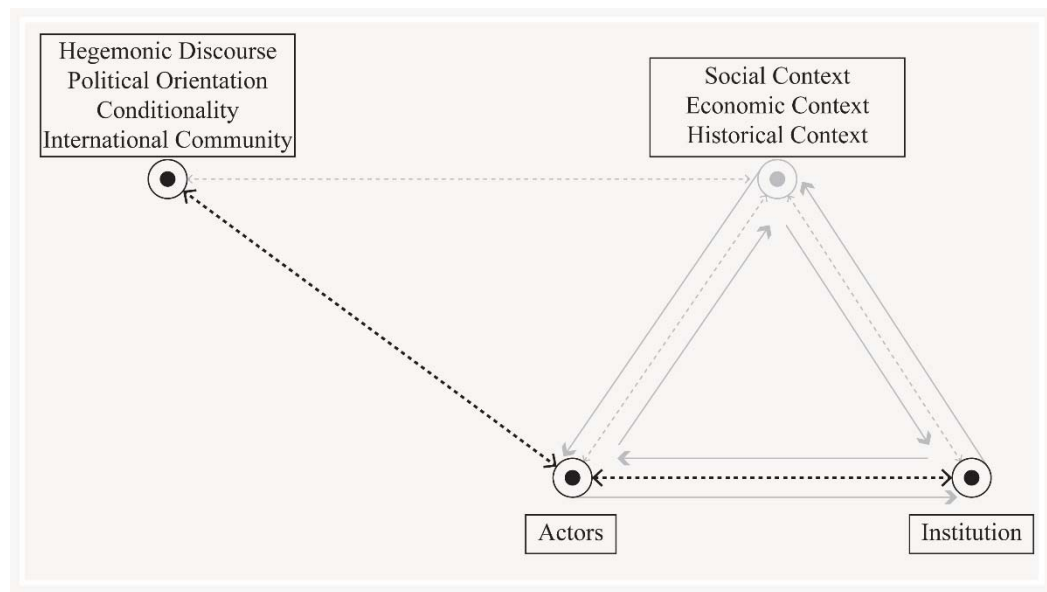 Hegemonic Discourse
Political Orientation
Conditionality
International Community
Social Context
Economic Context
Historical Context
Actors
Institution